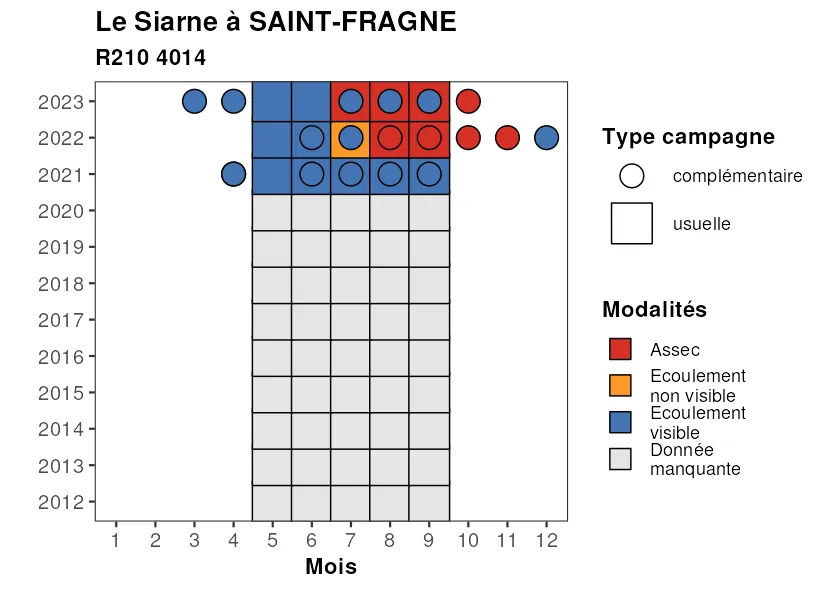 Le Siarne à SAINT-FRAGNE
R210 4014
2023
2022
2021
2020
2019
2018
2017
2016
2015
2014
2013
2012
1 2 3 4 5 6 7 8 9 10 11 12
Mois
Type campagne
complémentaire
usuelle
Modalités
Assec
Ecoulement
non visible
Ecoulement
visible
Donnée
manquante